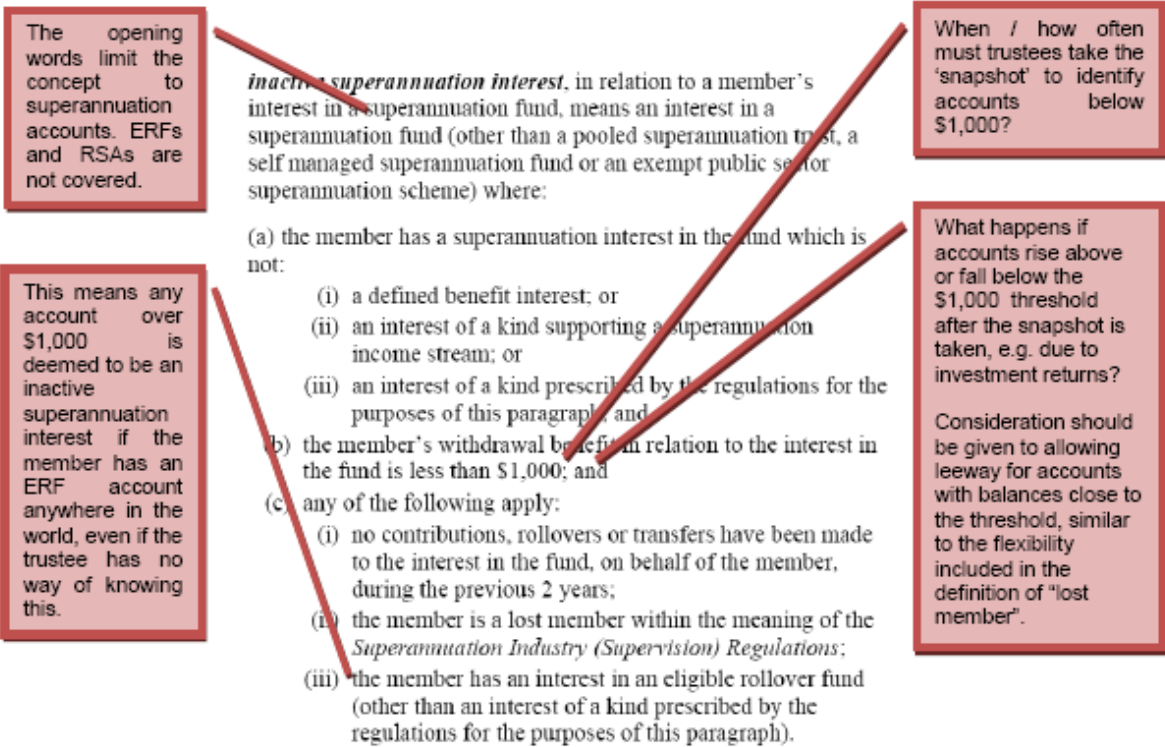 The opening
words limit the
concept to
superannuation
accounts. ERFs
and RSAs are
not covered.
This means any
account over
$1,000 is
deemed to be an
inactive
superannuation
interest if the
member has an
ERF account
anywhere in the
world, even if the
trustee has no
way of knowing
this.
inactive superannuation interest, in relation to a member's
interest in a superannuation fund, means an interest in a
superannuation fund (other than a pooled superannuation trust, a
self managed superannuation fund or an exempt public sector
superannuation scheme) where:
(a) the member has a superannuation interest in the fund which is
not:
(i) a defined benefit interest; or
(ii) an interest of a kind supporting a superannuation
income stream; or
(iii) an interest of a kind prescribed by the regulations for the
purposes of this paragraph; and
(b) the member's withdrawal benefit in relation to the interest in
the fund is less than $1,000; and
(c) any of the following apply:
(i) no contributions, rollovers or transfers have been made
to the interest in the fund, on behalf of the member,
during the previous 2 years;
(ii) the member is a lost member within the meaning of the
Superannuation Industry (Supervision) Regulations;
(iii) the member has an interest in an eligible rollover fund
(other than an interest of a kind prescribed by the
regulations for the purposes of this paragraph).
When / how often
must trustees take the
'snapshot' to identify
accounts below
$1,000?
What happens if
accounts rise above
or fall below the
$1,000 threshold
after the snapshot is
taken, e.g. due to
investment returns?
Consideration should
be given to allowing
leeway for accounts
with balances close to
the threshold, similar
to the flexibility
included in the
definition of "lost
member".